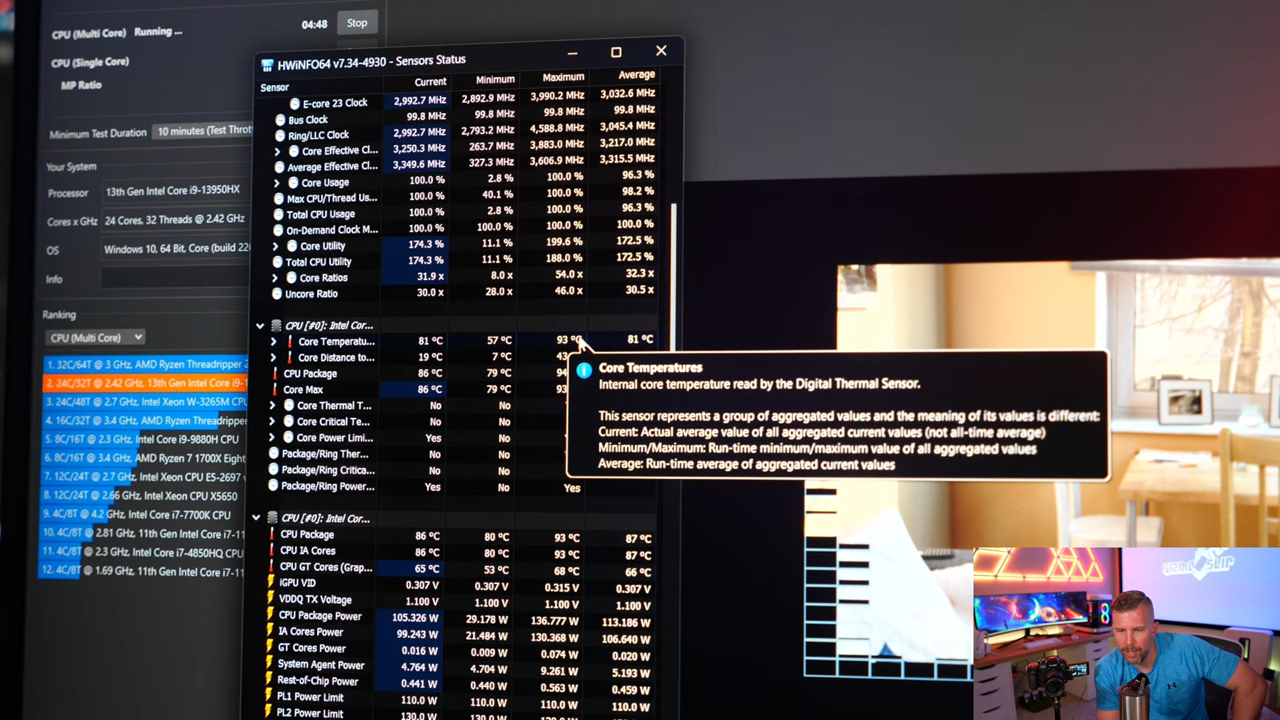 CPU (Multi Core) Running ...
04:48
Stop
CPU (Single Core)
MP Ratio
Minimum Test Duration 10 minutes (Test Thrott
Your System
Processor 13th Gen Intel Core i9-13950HX
Cores x GHz 24 Cores, 32 Threads @ 2.42 GHz
OS Windows 10, 64 Bit, Core (build 22
Info
Ranking
CPU (Multi Core)
1. 32C/64T @ 3 GHz, AMD Ryzen Threadripper 2
2. 24C/32T @ 2.42 GHz, 13th Gen Intel Core i9-1
3. 24C/48T @ 2.7 GHz, Intel Xeon W-3265M CP
4. 16C/32T @ 3.4 GHz, AMD Ryzen Threadrippe
5. 8C/16T @ 2.3 GHz, Intel Core i9-9880H CPU
6. 8C/16T @ 3.4 GHz, AMD Ryzen 7 1700X Eight
7. 12C/24T @ 2.7 GHz, Intel Xeon CPU E5-2697 v
8. 12C/24T @ 2.66 GHz, Intel Xeon CPU X5650
9. 4C/8T @ 4.2 GHz, Intel Core i7-7700K CPU
10. 4C/8T @ 2.81 GHz, 11th Gen Intel Core i7-11
11. 4C/8T @ 2.3 GHz, Intel Core i7-4850HQ CPU
12. 4C/8T @ 1.69 GHz, 11th Gen Intel Core i7-11
HWiNFO64 v7.34-4930 - Sensors Status
Sensor Current Minimum Maximum Average
E-core 23 Clock 2,992.7 MHz 2,892.9 MHz 3,990.2 MHz 3,032.6 MHz
Bus Clock 99.8 MHz 99.8 MHz 99.8 MHz 99.8 MHz
Ring/LLC Clock 2,992.7 MHz 2,793.2 MHz 4,588.8 MHz 3,045.4 MHz
Core Effective Cl... 3,250.3 MHz 263.7 MHz 3,883.0 MHz 3,217.0 MHz
Average Effective Cl... 3,349.6 MHz 327.3 MHz 3,606.9 MHz 3,315.5 MHz
Core Usage 100.0 % 2.8 % 100.0 % 96.3 %
Max CPU/Thread Us... 100.0 % 40.1 % 100.0 % 98.2 %
Total CPU Usage 100.0 % 2.8 % 100.0 % 96.3 %
On-Demand Clock M... 100.0 % 100.0 % 100.0 % 100.0 %
Core Utility 174.3 % 11.1 % 199.6 % 172.5 %
Total CPU Utility 174.3 % 11.1 % 188.0 % 172.5 %
Core Ratios 31.9 x 8.0 x 54.0 x 32.3 x
Uncore Ratio 30.0 x 28.0 x 46.0 x 30.5 x
CPU [#0]: Intel Cor...
Core Temperatu... 81 °C 57 °C 93 °C 81 °C
Core Distance to... 19 °C 7 °C 43
CPU Package 86 °C 79 °C
Core Max 86 °C 79 °C
Core Thermal T... No No
Core Critical Te... No No
Core Power Limi... Yes No
Package/Ring Ther... No No
Package/Ring Critica... No No
Package/Ring Power... Yes No Yes
Core Temperatures
Internal core temperature read by the Digital Thermal Sensor.
This sensor represents a group of aggregated values and the meaning of its values is different:
Current: Actual average value of all aggregated current values (not all-time average)
Minimum/Maximum: Run-time minimum/maximum value of all aggregated values
Average: Run-time average of aggregated current values
CPU [#0]: Intel Cor...
CPU Package 86 °C 80 °C 93 °C 87 °C
CPU IA Cores 86 °C 80 °C 93 °C 87 °C
CPU GT Cores (Grap... 65 °C 53 °C 68 °C 66 °C
iGPU VID 0.307 V 0.307 V 0.315 V 0.307 V
VDDQ TX Voltage 1.100 V 1.100 V 1.100 V 1.100 V
CPU Package Power 105.326 W 29.178 W 136.777 W 113.186 W
IA Cores Power 99.243 W 21.484 W 130.368 W 106.640 W
GT Cores Power 0.016 W 0.009 W 0.074 W 0.020 W
System Agent Power 4.764 W 4.704 W 9.261 W 5.193 W
Rest-of-Chip Power 0.441 W 0.440 W 0.563 W 0.459 W
PL1 Power Limit 110.0 W 110.0 W 110.0 W 110.0 W
PL2 Power Limit 130.0 W 130.0 W 130.0 W 130.0 W
GIZMO SLIP